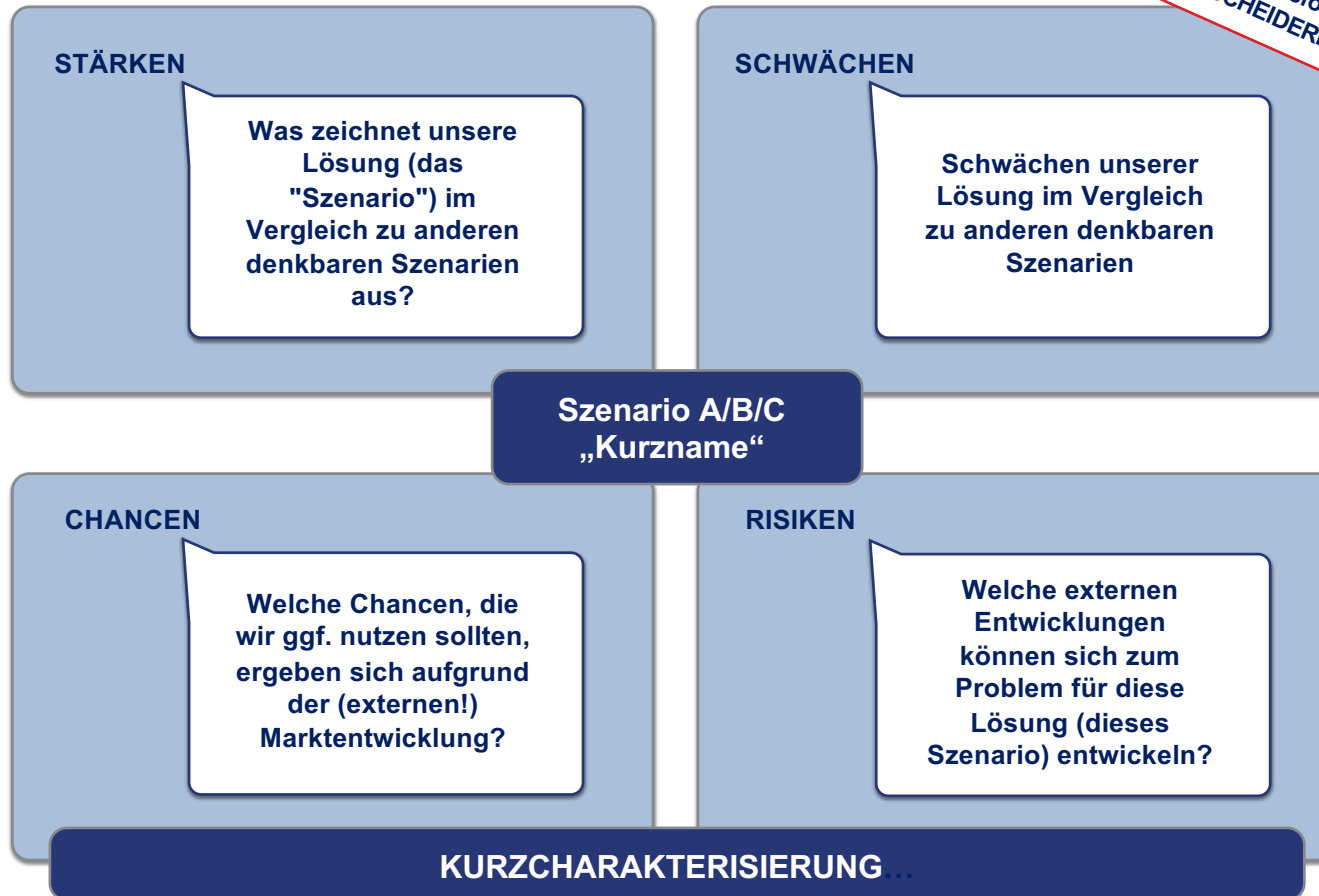 STÄRKEN
Was zeichnet unsere
Lösung (das
"Szenario") im
Vergleich zu anderen
denkbaren Szenarien
aus?
SCHWÄCHEN
Schwächen unserer
Lösung im Vergleich
zu anderen denkbaren
Szenarien
Szenario A/B/C
„Kurzname“
CHANCEN
Welche Chancen, die
wir ggf. nutzen sollten,
ergeben sich aufgrund
der (externen!)
Marktentwicklung?
RISIKEN
Welche externen
Entwicklungen
können sich zum
Problem für diese
Lösung (dieses
Szenario) entwickeln?
KURZCHARAKTERISIERUNG…